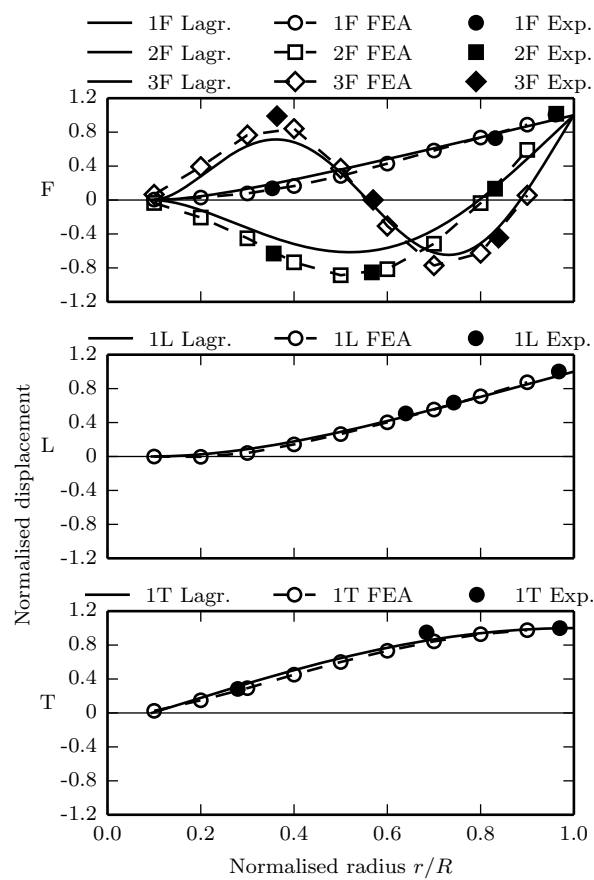 1F Lagr. 1F FEA 1F Exp.
2F Lagr. 2F FEA 2F Exp.
3F Lagr. 3F FEA 3F Exp.
1.2
0.8
0.4
F 0
-0.4
-0.8
-1.2
1L Lagr. 1L FEA 1L Exp.
1.2
0.8
0.4
L 0
-0.4
-0.8
-1.2
Normalised displacement
1T Lagr. 1T FEA 1T Exp.
1.2
0.8
0.4
T 0
-0.4
-0.8
-1.2
0.0 0.2 0.4 0.6 0.8 1.0
Normalised radius r/R